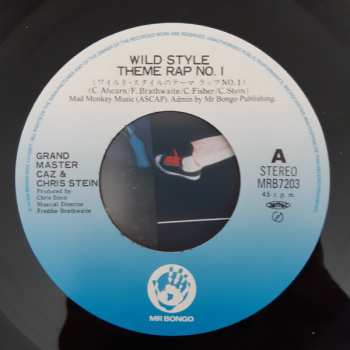 WILD STYLE
THEME RAP NO. 1
(ワイルド・スタイルのテーマ ラップNO.1)
(C. Ahearn/F. Brathwaite/C. Fisher/C. Stein)
Mad Monkey Music (ASCAP). Admin by Mr Bongo Publishing.
GRAND
MASTER
CAZ &
CHRIS STEIN
Produced by
Chris Stein
Musical Director
Freddie Brathwaite
A
STEREO
MRB7203
45 r. p. m.
MR BONGO